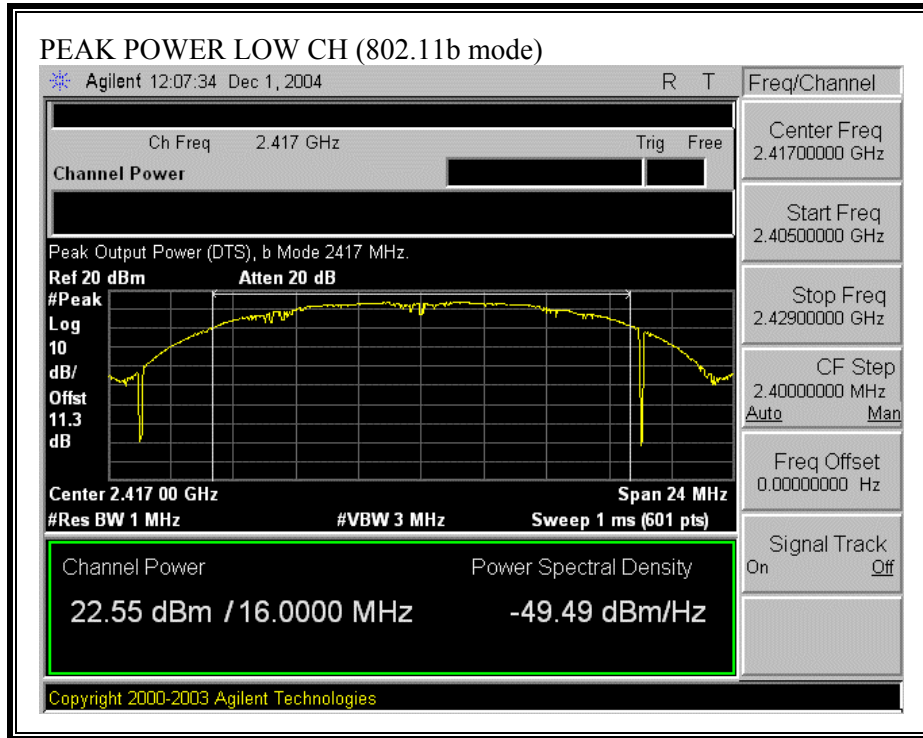 PEAK POWER LOW CH (802.11b mode)
Agilent 12:07:34 Dec 1, 2004 R T
Freq/Channel
Ch Freq 2.417 GHz Trig Free
Channel Power
Peak Output Power (DTS), b Mode 2417 MHz.
Ref 20 dBm Atten 20 dB
#Peak
Log
10
dB/
Offst
11.3
dB
Center 2.417 00 GHz Span 24 MHz
#Res BW 1 MHz #VBW 3 MHz Sweep 1 ms (601 pts)
Channel Power Power Spectral Density
22.55 dBm / 16.0000 MHz -49.49 dBm/Hz
Center Freq
2.41700000 GHz
Start Freq
2.40500000 GHz
Stop Freq
2.42900000 GHz
CF Step
2.40000000 MHz
Auto Man
Freq Offset
0.00000000 Hz
Signal Track
On Off
Copyright 2000-2003 Agilent Technologies